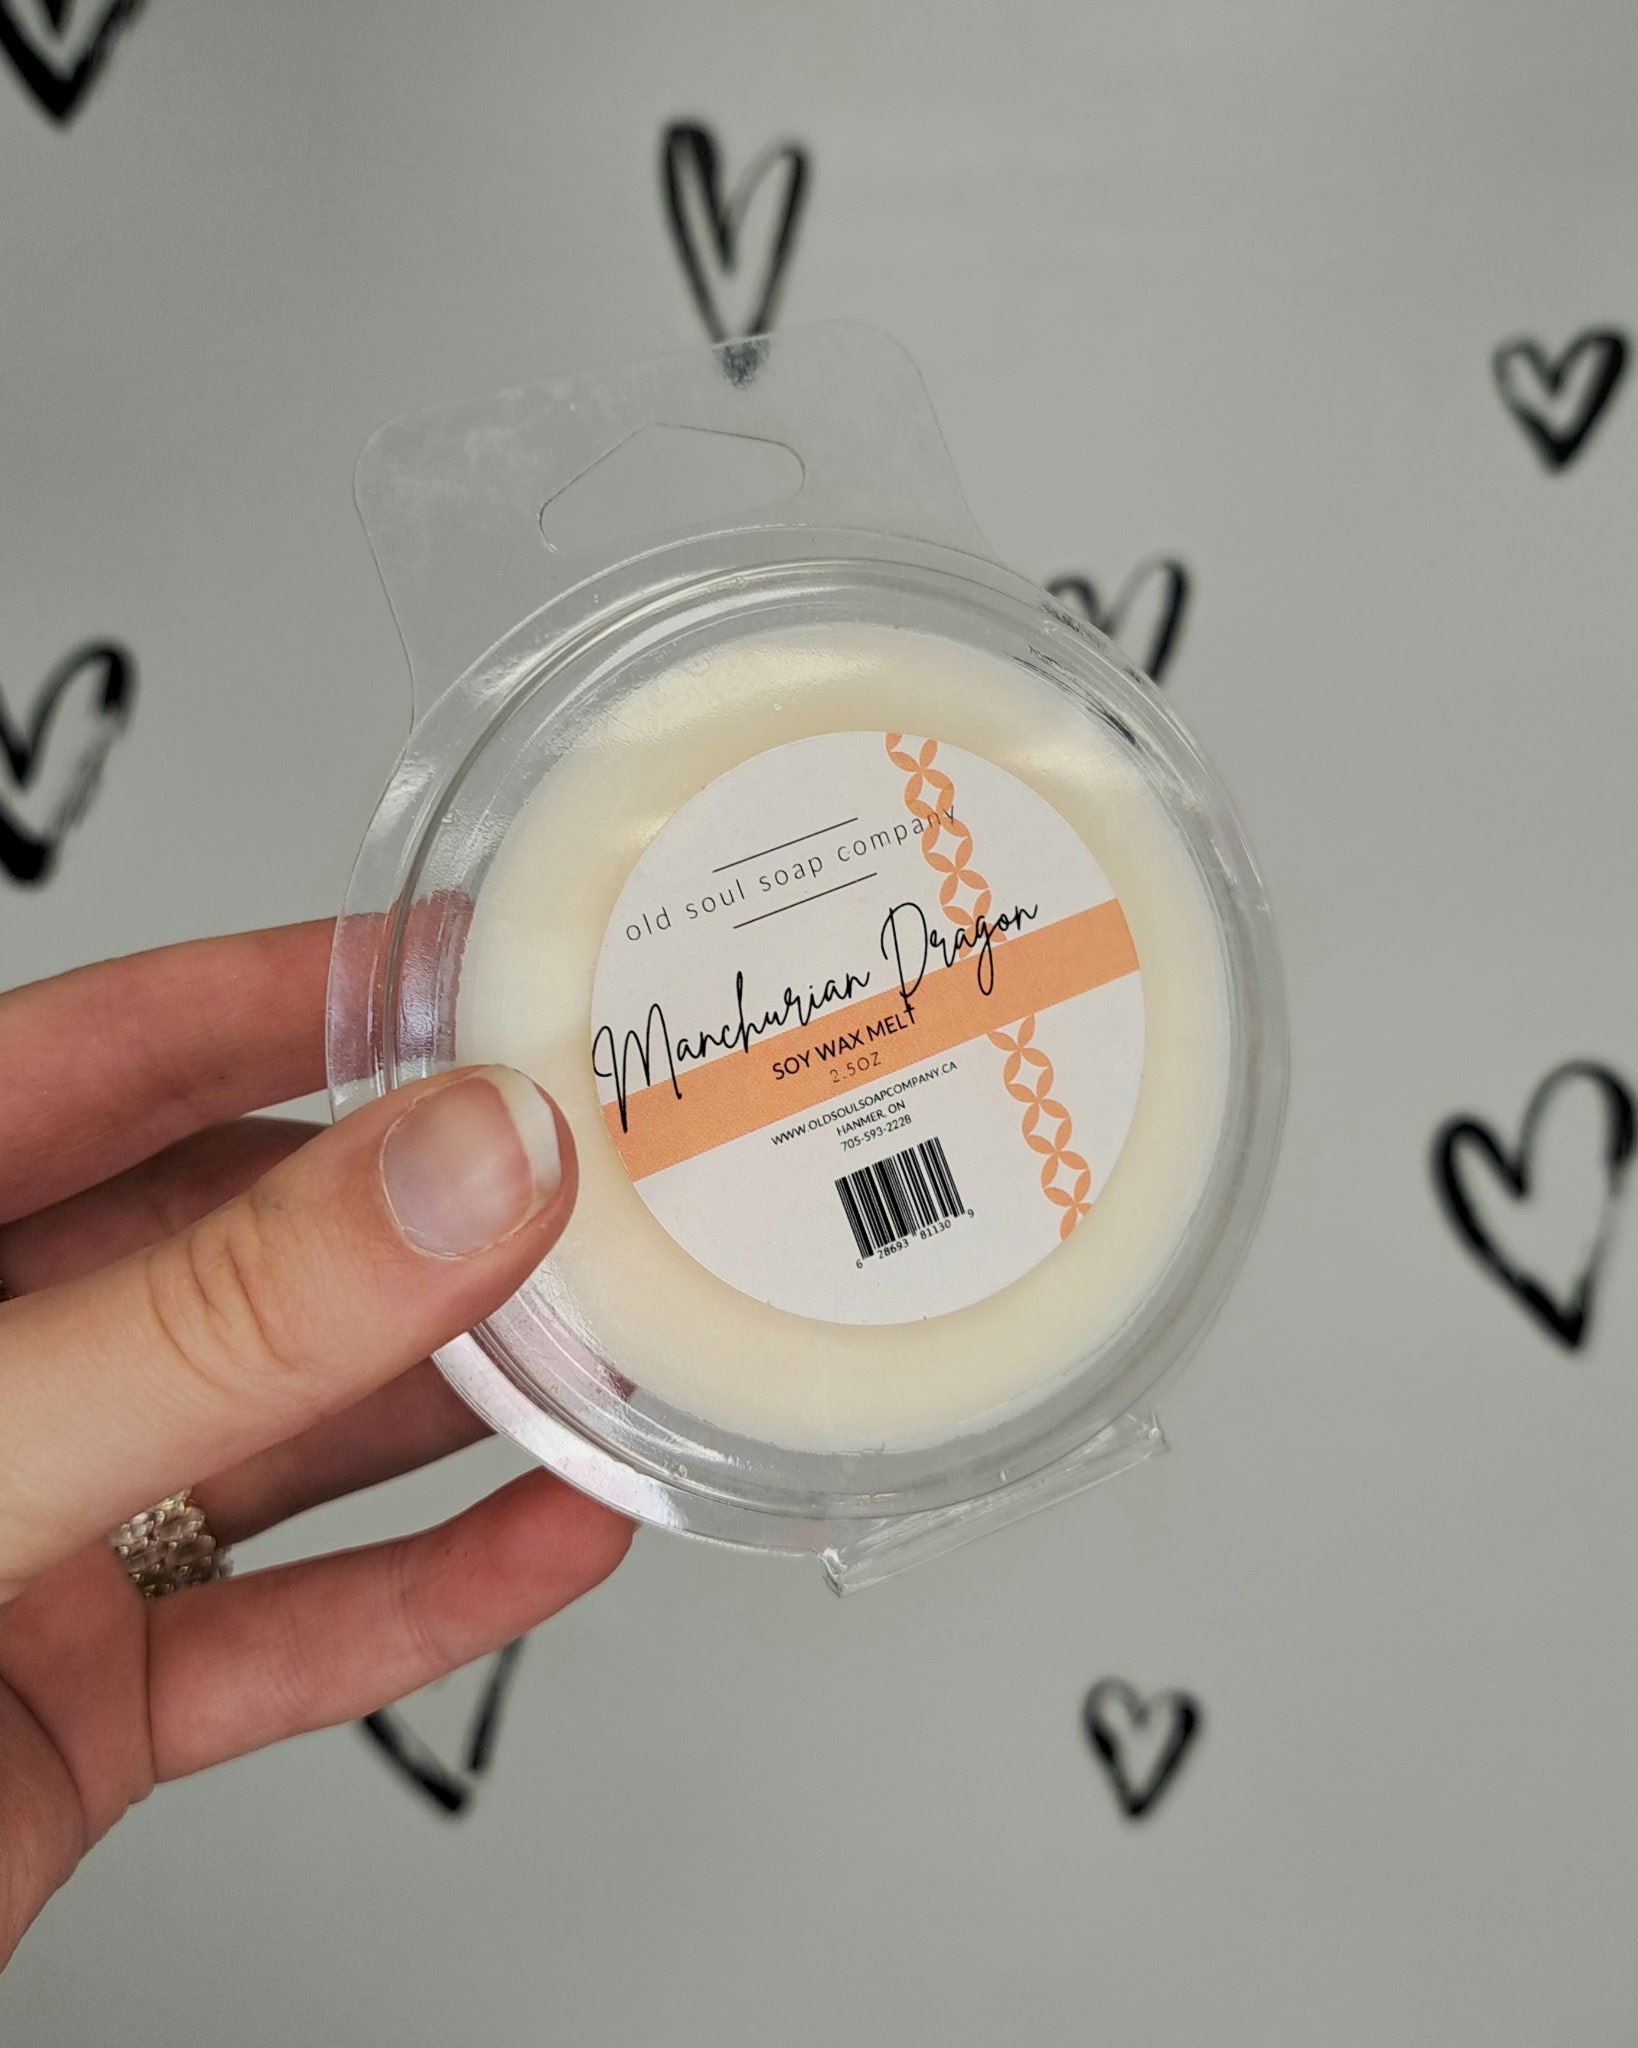 old soul soap company
Manchurian Dragon
SOY WAX MELT
2.5OZ
WWW.OLDSOULSOAPCOMPANY.CA
HANMER, ON
705-593-2228
6 28693 81130 9